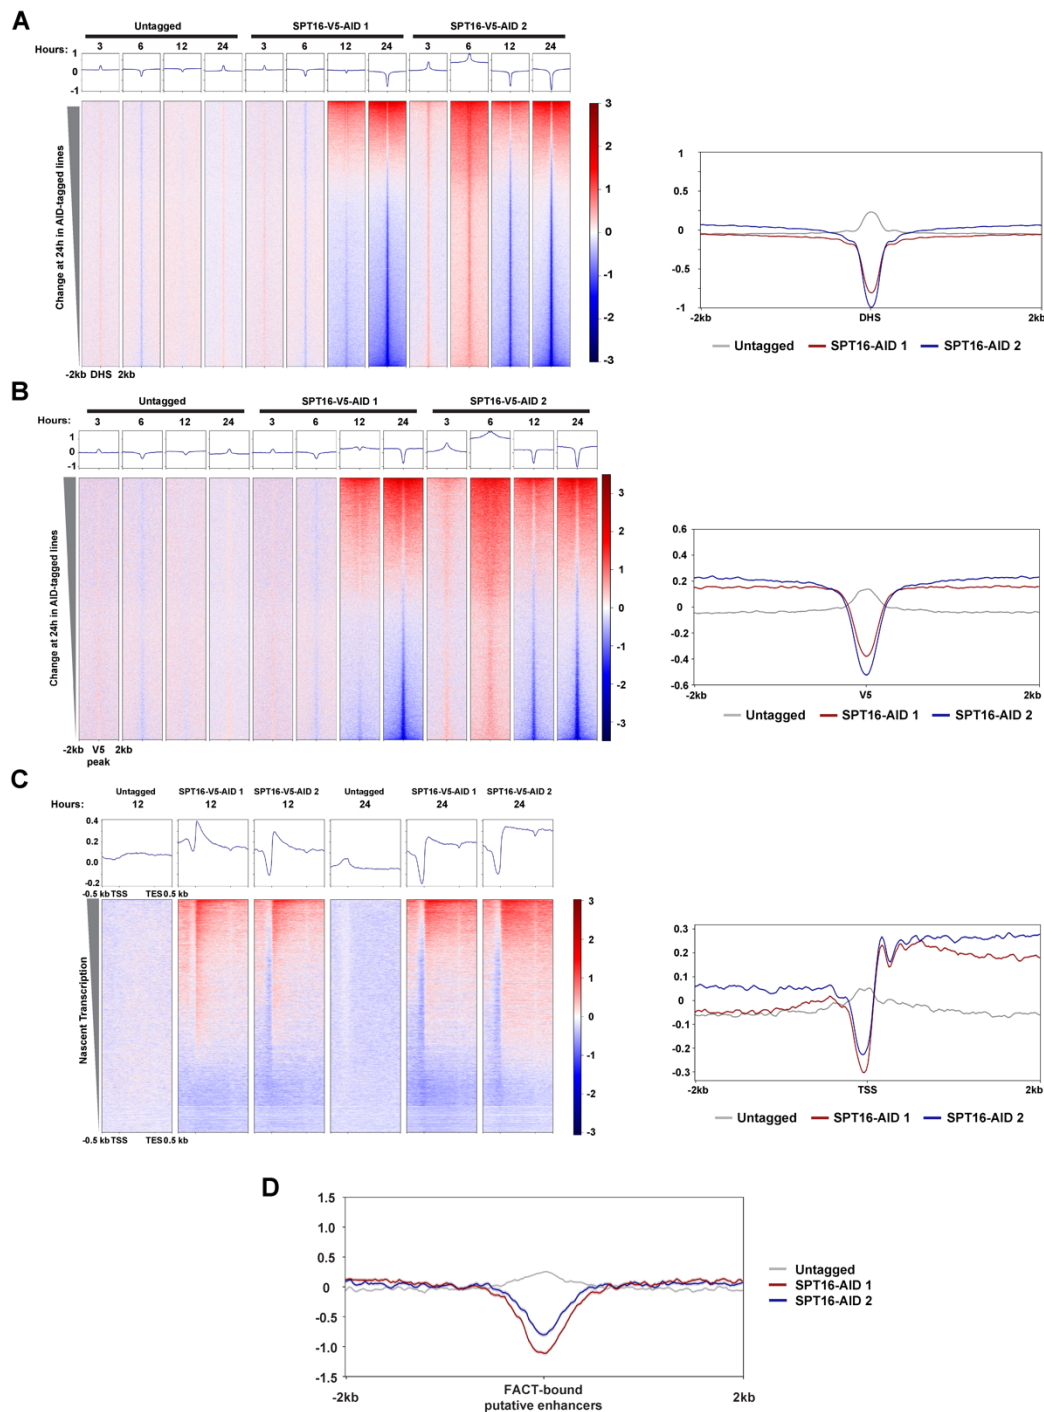 A
Untagged SPT16-V5-AID 1 SPT16-V5-AID 2
Hours: 3 6 12 24 3 6 12 24 3 6 12 24
1
0
-1
Change at 24h in AID-tagged lines
3
2
1
0
-1
-2
-3
-2kb DHS 2kb
1
0.5
0
-0.5
-1
-2kb DHS 2kb
Untagged SPT16-AID 1 SPT16-AID 2
B
Untagged SPT16-V5-AID 1 SPT16-V5-AID 2
Hours: 3 6 12 24 3 6 12 24 3 6 12 24
1
0
-1
Change at 24h in AID-tagged lines
3
2
1
0
-1
-2
-3
-2kb V5 2kb
peak
0.6
0.4
0.2
0
-0.2
-0.4
-0.6
-2kb V5 2kb
Untagged SPT16-AID 1 SPT16-AID 2
C
Untagged SPT16-V5-AID 1 SPT16-V5-AID 2 Untagged SPT16-V5-AID 1 SPT16-V5-AID 2
Hours: 12 12 12 24 24 24
0.4
0.2
0.0
-0.2
-0.5 kb TSS TES 0.5 kb
Nascent Transcription
3
2
1
0
-1
-2
-3
-0.5 kb TSS TES 0.5 kb
0.3
0.2
0.1
0
-0.1
-0.2
-0.3
-2kb TSS 2kb
Untagged SPT16-AID 1 SPT16-AID 2
D
1.5
1.0
0.5
0
-0.5
-1.0
-1.5
-2kb FACT-bound 2kb
putative enhancers
Untagged
SPT16-AID 1
SPT16-AID 2